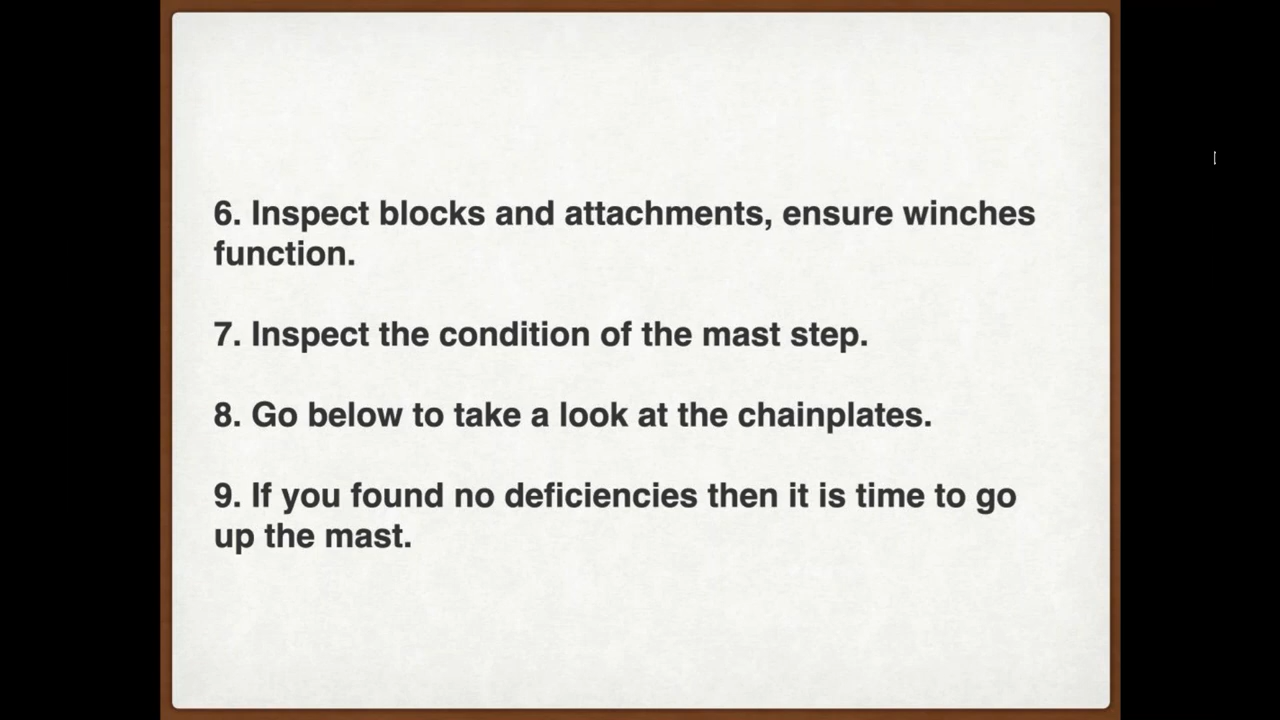 6. Inspect blocks and attachments, ensure winches
function.
7. Inspect the condition of the mast step.
8. Go below to take a look at the chainplates.
9. If you found no deficiencies then it is time to go
up the mast.